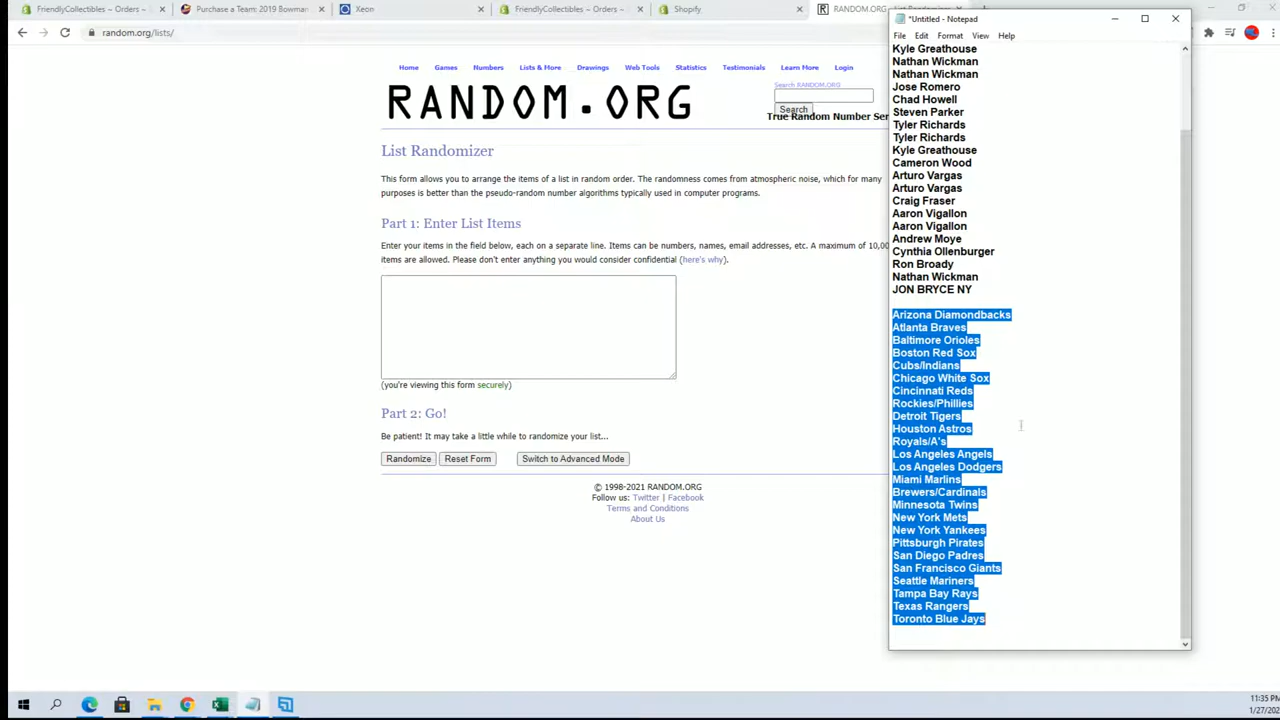 FriendlyCollectibles ~ Orders ~
Purchase a Team: 2019 Bowman
Xeon
FriendlyCollectibles ~ Orders ~
Shopify
random.org/lists/
Home
Games
Numbers
Lists & More
Drawings
Web Tools
Statistics
Testimonials
Learn More
Login
RANDOM.ORG
Search RANDOM.ORG
Search
True Random Number Ser
List Randomizer
This form allows you to arrange the items of a list in random order. The randomness comes from atmospheric noise, which for many
purposes is better than the pseudo-random number algorithms typically used in computer programs.
Part 1: Enter List Items
Enter your items in the field below, each on a separate line. Items can be numbers, names, email addresses, etc. A maximum of 10,00
items are allowed. Please don't enter anything you would consider confidential (here's why).
(you're viewing this form securely)
Part 2: Go!
Be patient! It may take a little while to randomize your list...
Randomize
Reset Form
Switch to Advanced Mode
© 1998-2021 RANDOM.ORG
Follow us: Twitter | Facebook
Terms and Conditions
About Us
*Untitled - Notepad
File Edit Format View Help
Kyle Greathouse
Nathan Wickman
Nathan Wickman
Jose Romero
Chad Howell
Steven Parker
Tyler Richards
Tyler Richards
Kyle Greathouse
Cameron Wood
Arturo Vargas
Arturo Vargas
Craig Fraser
Aaron Vigallon
Aaron Vigallon
Andrew Moye
Cynthia Ollenburger
Ron Broady
Nathan Wickman
JON BRYCE NY
Arizona Diamondbacks
Atlanta Braves
Baltimore Orioles
Boston Red Sox
Cubs/Indians
Chicago White Sox
Cincinnati Reds
Rockies/Phillies
Detroit Tigers
Houston Astros
Royals/A's
Los Angeles Angels
Los Angeles Dodgers
Miami Marlins
Brewers/Cardinals
Minnesota Twins
New York Mets
New York Yankees
Pittsburgh Pirates
San Diego Padres
San Francisco Giants
Seattle Mariners
Tampa Bay Rays
Texas Rangers
Toronto Blue Jays
11:35 PM
1/27/202